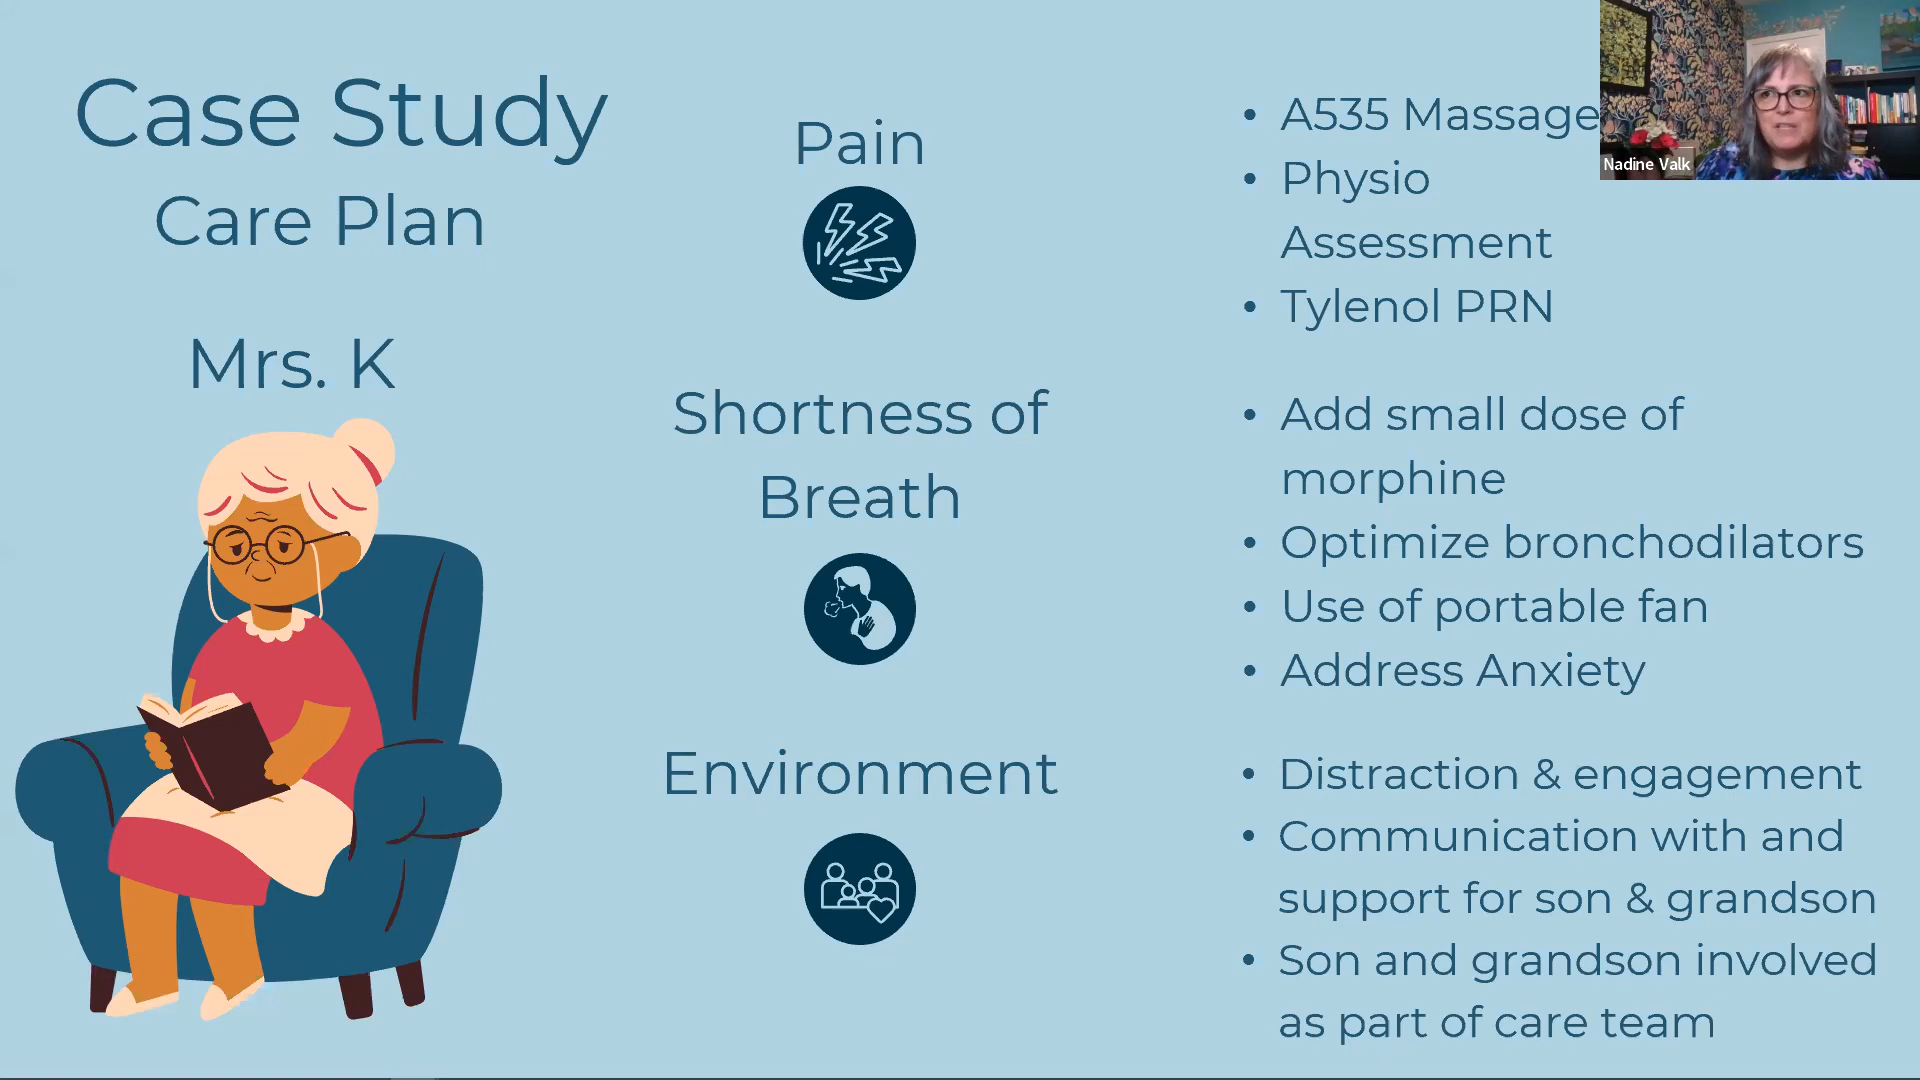 Case Study
Care Plan
Mrs. K
Pain
• A535 Massage
• Physio
Assessment
• Tylenol PRN
Shortness of
Breath
• Add small dose of
morphine
• Optimize bronchodilators
• Use of portable fan
• Address Anxiety
Environment
• Distraction & engagement
• Communication with and
support for son & grandson
• Son and grandson involved
as part of care team
Nadine Valk